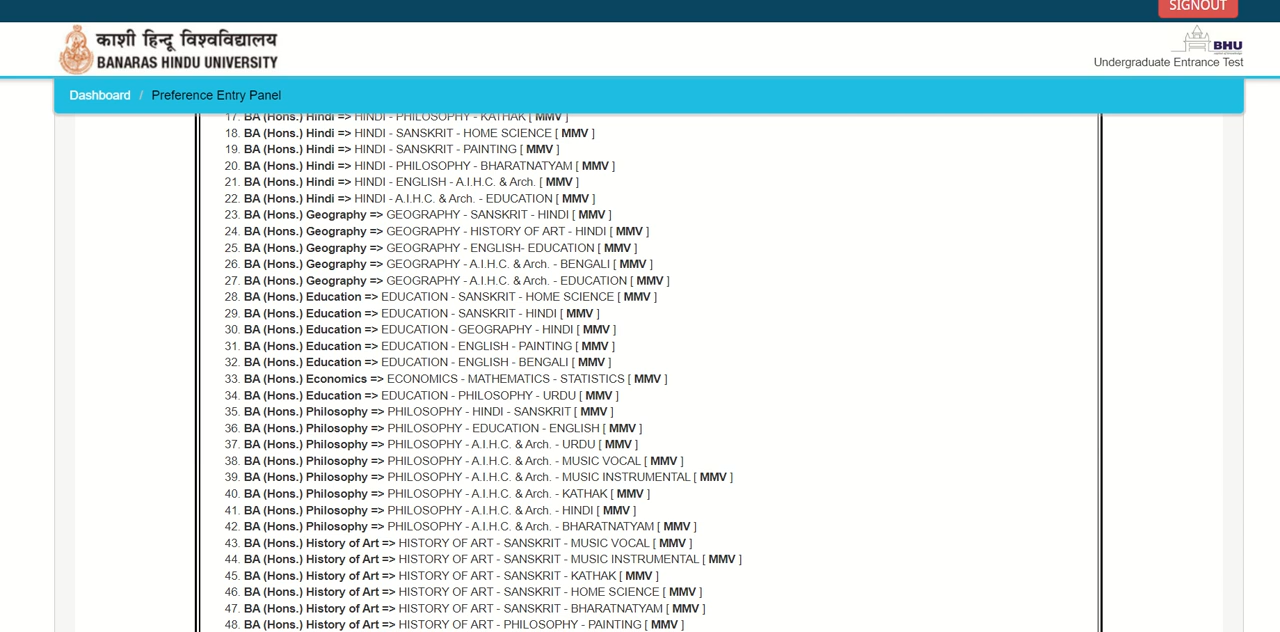 SIGNOUT
काशी हिन्दू विश्वविद्यालय
BANARAS HINDU UNIVERSITY
BHU
Undergraduate Entrance Test
Dashboard / Preference Entry Panel
17. BA (Hons.) Hindi => HINDI - PHILOSOPHY - KATHAK [ MMV ]
18. BA (Hons.) Hindi => HINDI - SANSKRIT - HOME SCIENCE [ MMV ]
19. BA (Hons.) Hindi => HINDI - SANSKRIT - PAINTING [ MMV ]
20. BA (Hons.) Hindi => HINDI - PHILOSOPHY - BHARATNATYAM [ MMV ]
21. BA (Hons.) Hindi => HINDI - ENGLISH - A.I.H.C. & Arch. [ MMV ]
22. BA (Hons.) Hindi => HINDI - A.I.H.C. & Arch. - EDUCATION [ MMV ]
23. BA (Hons.) Geography => GEOGRAPHY - SANSKRIT - HINDI [ MMV ]
24. BA (Hons.) Geography => GEOGRAPHY - HISTORY OF ART - HINDI [ MMV ]
25. BA (Hons.) Geography => GEOGRAPHY - ENGLISH- EDUCATION [ MMV ]
26. BA (Hons.) Geography => GEOGRAPHY - A.I.H.C. & Arch. - BENGALI [ MMV ]
27. BA (Hons.) Geography => GEOGRAPHY - A.I.H.C. & Arch. - EDUCATION [ MMV ]
28. BA (Hons.) Education => EDUCATION - SANSKRIT - HOME SCIENCE [ MMV ]
29. BA (Hons.) Education => EDUCATION - SANSKRIT - HINDI [ MMV ]
30. BA (Hons.) Education => EDUCATION - GEOGRAPHY - HINDI [ MMV ]
31. BA (Hons.) Education => EDUCATION - ENGLISH - PAINTING [ MMV ]
32. BA (Hons.) Education => EDUCATION - ENGLISH - BENGALI [ MMV ]
33. BA (Hons.) Economics => ECONOMICS - MATHEMATICS - STATISTICS [ MMV ]
34. BA (Hons.) Education => EDUCATION - PHILOSOPHY - URDU [ MMV ]
35. BA (Hons.) Philosophy => PHILOSOPHY - HINDI - SANSKRIT [ MMV ]
36. BA (Hons.) Philosophy => PHILOSOPHY - EDUCATION - ENGLISH [ MMV ]
37. BA (Hons.) Philosophy => PHILOSOPHY - A.I.H.C. & Arch. - URDU [ MMV ]
38. BA (Hons.) Philosophy => PHILOSOPHY - A.I.H.C. & Arch. - MUSIC VOCAL [ MMV ]
39. BA (Hons.) Philosophy => PHILOSOPHY - A.I.H.C. & Arch. - MUSIC INSTRUMENTAL [ MMV ]
40. BA (Hons.) Philosophy => PHILOSOPHY - A.I.H.C. & Arch. - KATHAK [ MMV ]
41. BA (Hons.) Philosophy => PHILOSOPHY - A.I.H.C. & Arch. - HINDI [ MMV ]
42. BA (Hons.) Philosophy => PHILOSOPHY - A.I.H.C. & Arch. - BHARATNATYAM [ MMV ]
43. BA (Hons.) History of Art => HISTORY OF ART - SANSKRIT - MUSIC VOCAL [ MMV ]
44. BA (Hons.) History of Art => HISTORY OF ART - SANSKRIT - MUSIC INSTRUMENTAL [ MMV ]
45. BA (Hons.) History of Art => HISTORY OF ART - SANSKRIT - KATHAK [ MMV ]
46. BA (Hons.) History of Art => HISTORY OF ART - SANSKRIT - HOME SCIENCE [ MMV ]
47. BA (Hons.) History of Art => HISTORY OF ART - SANSKRIT - BHARATNATYAM [ MMV ]
48. BA (Hons.) History of Art => HISTORY OF ART - PHILOSOPHY - PAINTING [ MMV ]